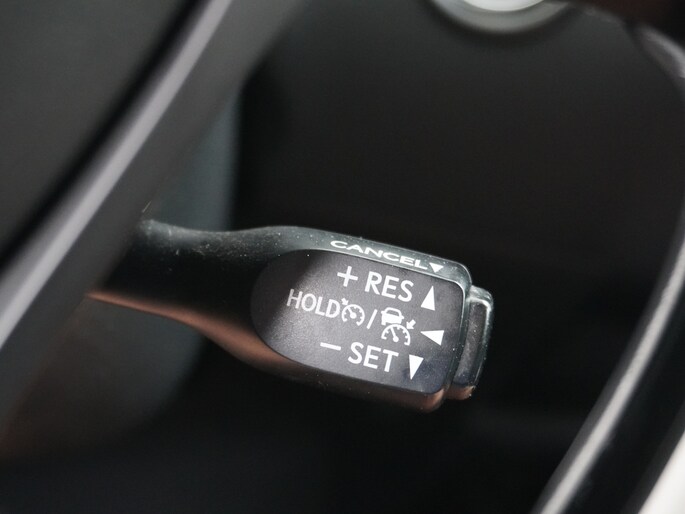 CANCEL▼
+ RES ▲
HOLD / ◀
− SET ▼